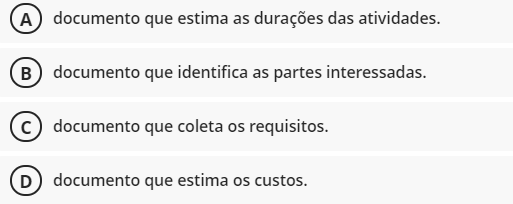 A documento que estima as durações das atividades.
B documento que identifica as partes interessadas.
C documento que coleta os requisitos.
D documento que estima os custos.